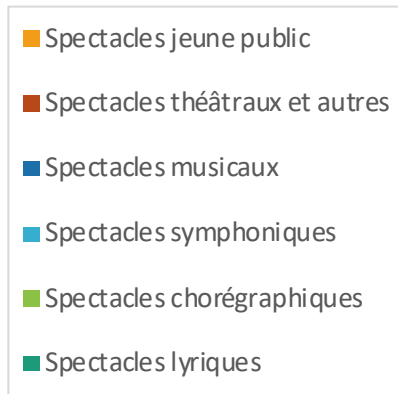 Spectacles jeune public
Spectacles théâtraux et autres
Spectacles musicaux
Spectacles symphoniques
Spectacles chorégraphiques
Spectacles lyriques